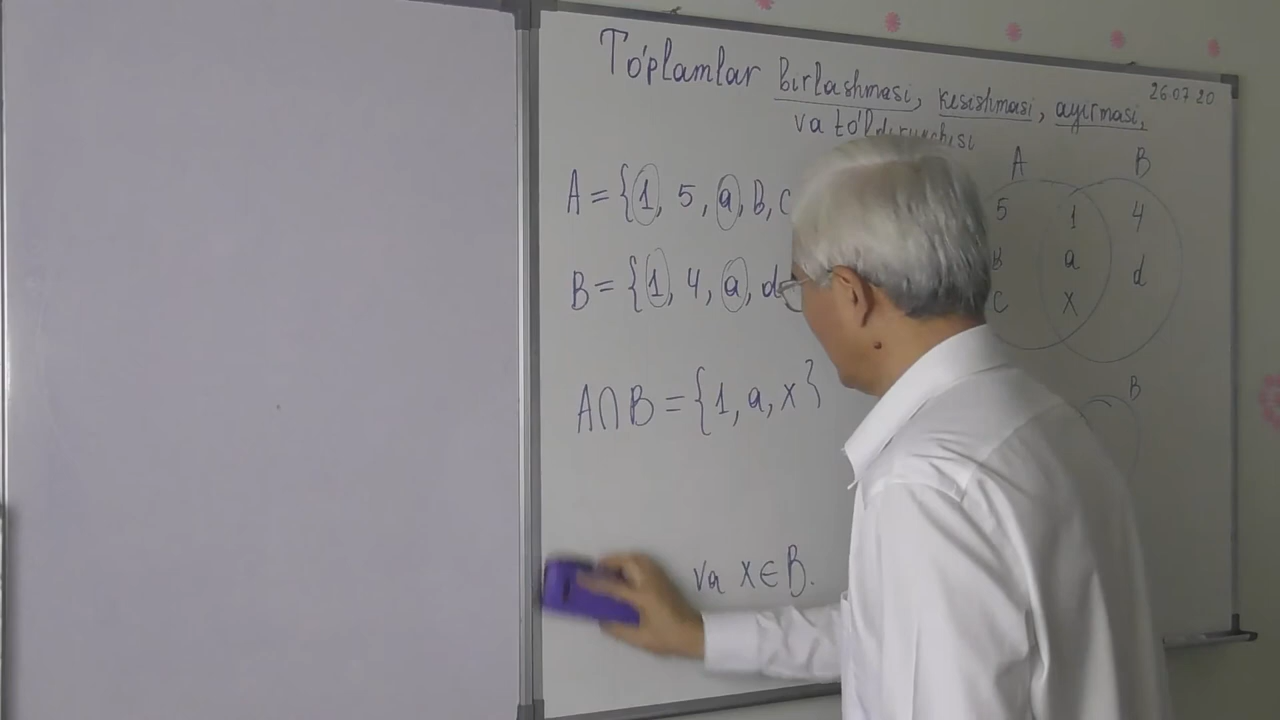 To'plamlar Birlashmasi, kesishmasi, ayirmasi,
26.07.20
va to'ldiruvchisi
A = {1, 5, a, B, C
B = {1, 4, a, d
A∩B = {1, a, x}
va x∈B.
A B
5 1 4
B a d
C x
B